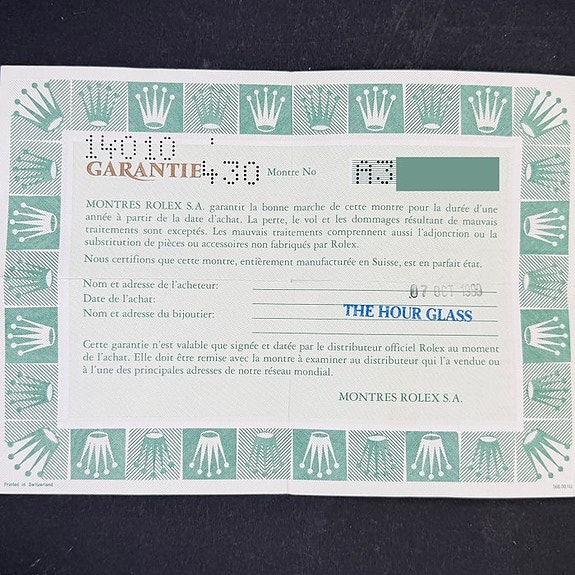 14010
GARANTIE 430 Montre No A3
MONTRES ROLEX S.A. garantit la bonne marche de cette montre pour la durée d'une
année à partir de la date d'achat. La perte, le vol et les dommages résultant de mauvais
traitements sont exceptés. Les mauvais traitements comprennent aussi l'adjonction ou la
substitution de pièces ou accessoires non fabriqués par Rolex.
Nous certifions que cette montre, entièrement manufacturée en Suisse, est en parfait état.
Nom et adresse de l'acheteur: 07 OCT 1999
Date de l'achat:
Nom et adresse du bijoutier: THE HOUR GLASS
Cette garantie n'est valable que signée et datée par le distributeur officiel Rolex au moment
de l'achat. Elle doit être remise avec la montre à examiner au distributeur qui l'a vendue ou
à l'une des principales adresses de notre réseau mondial.
MONTRES ROLEX S.A.
Printed in Switzerland